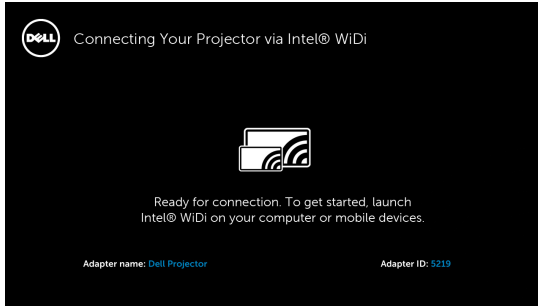 DELL
Connecting Your Projector via Intel® WiDi
Ready for connection. To get started, launch
Intel® WiDi on your computer or mobile devices.
Adapter name: Dell Projector
Adapter ID: 5219